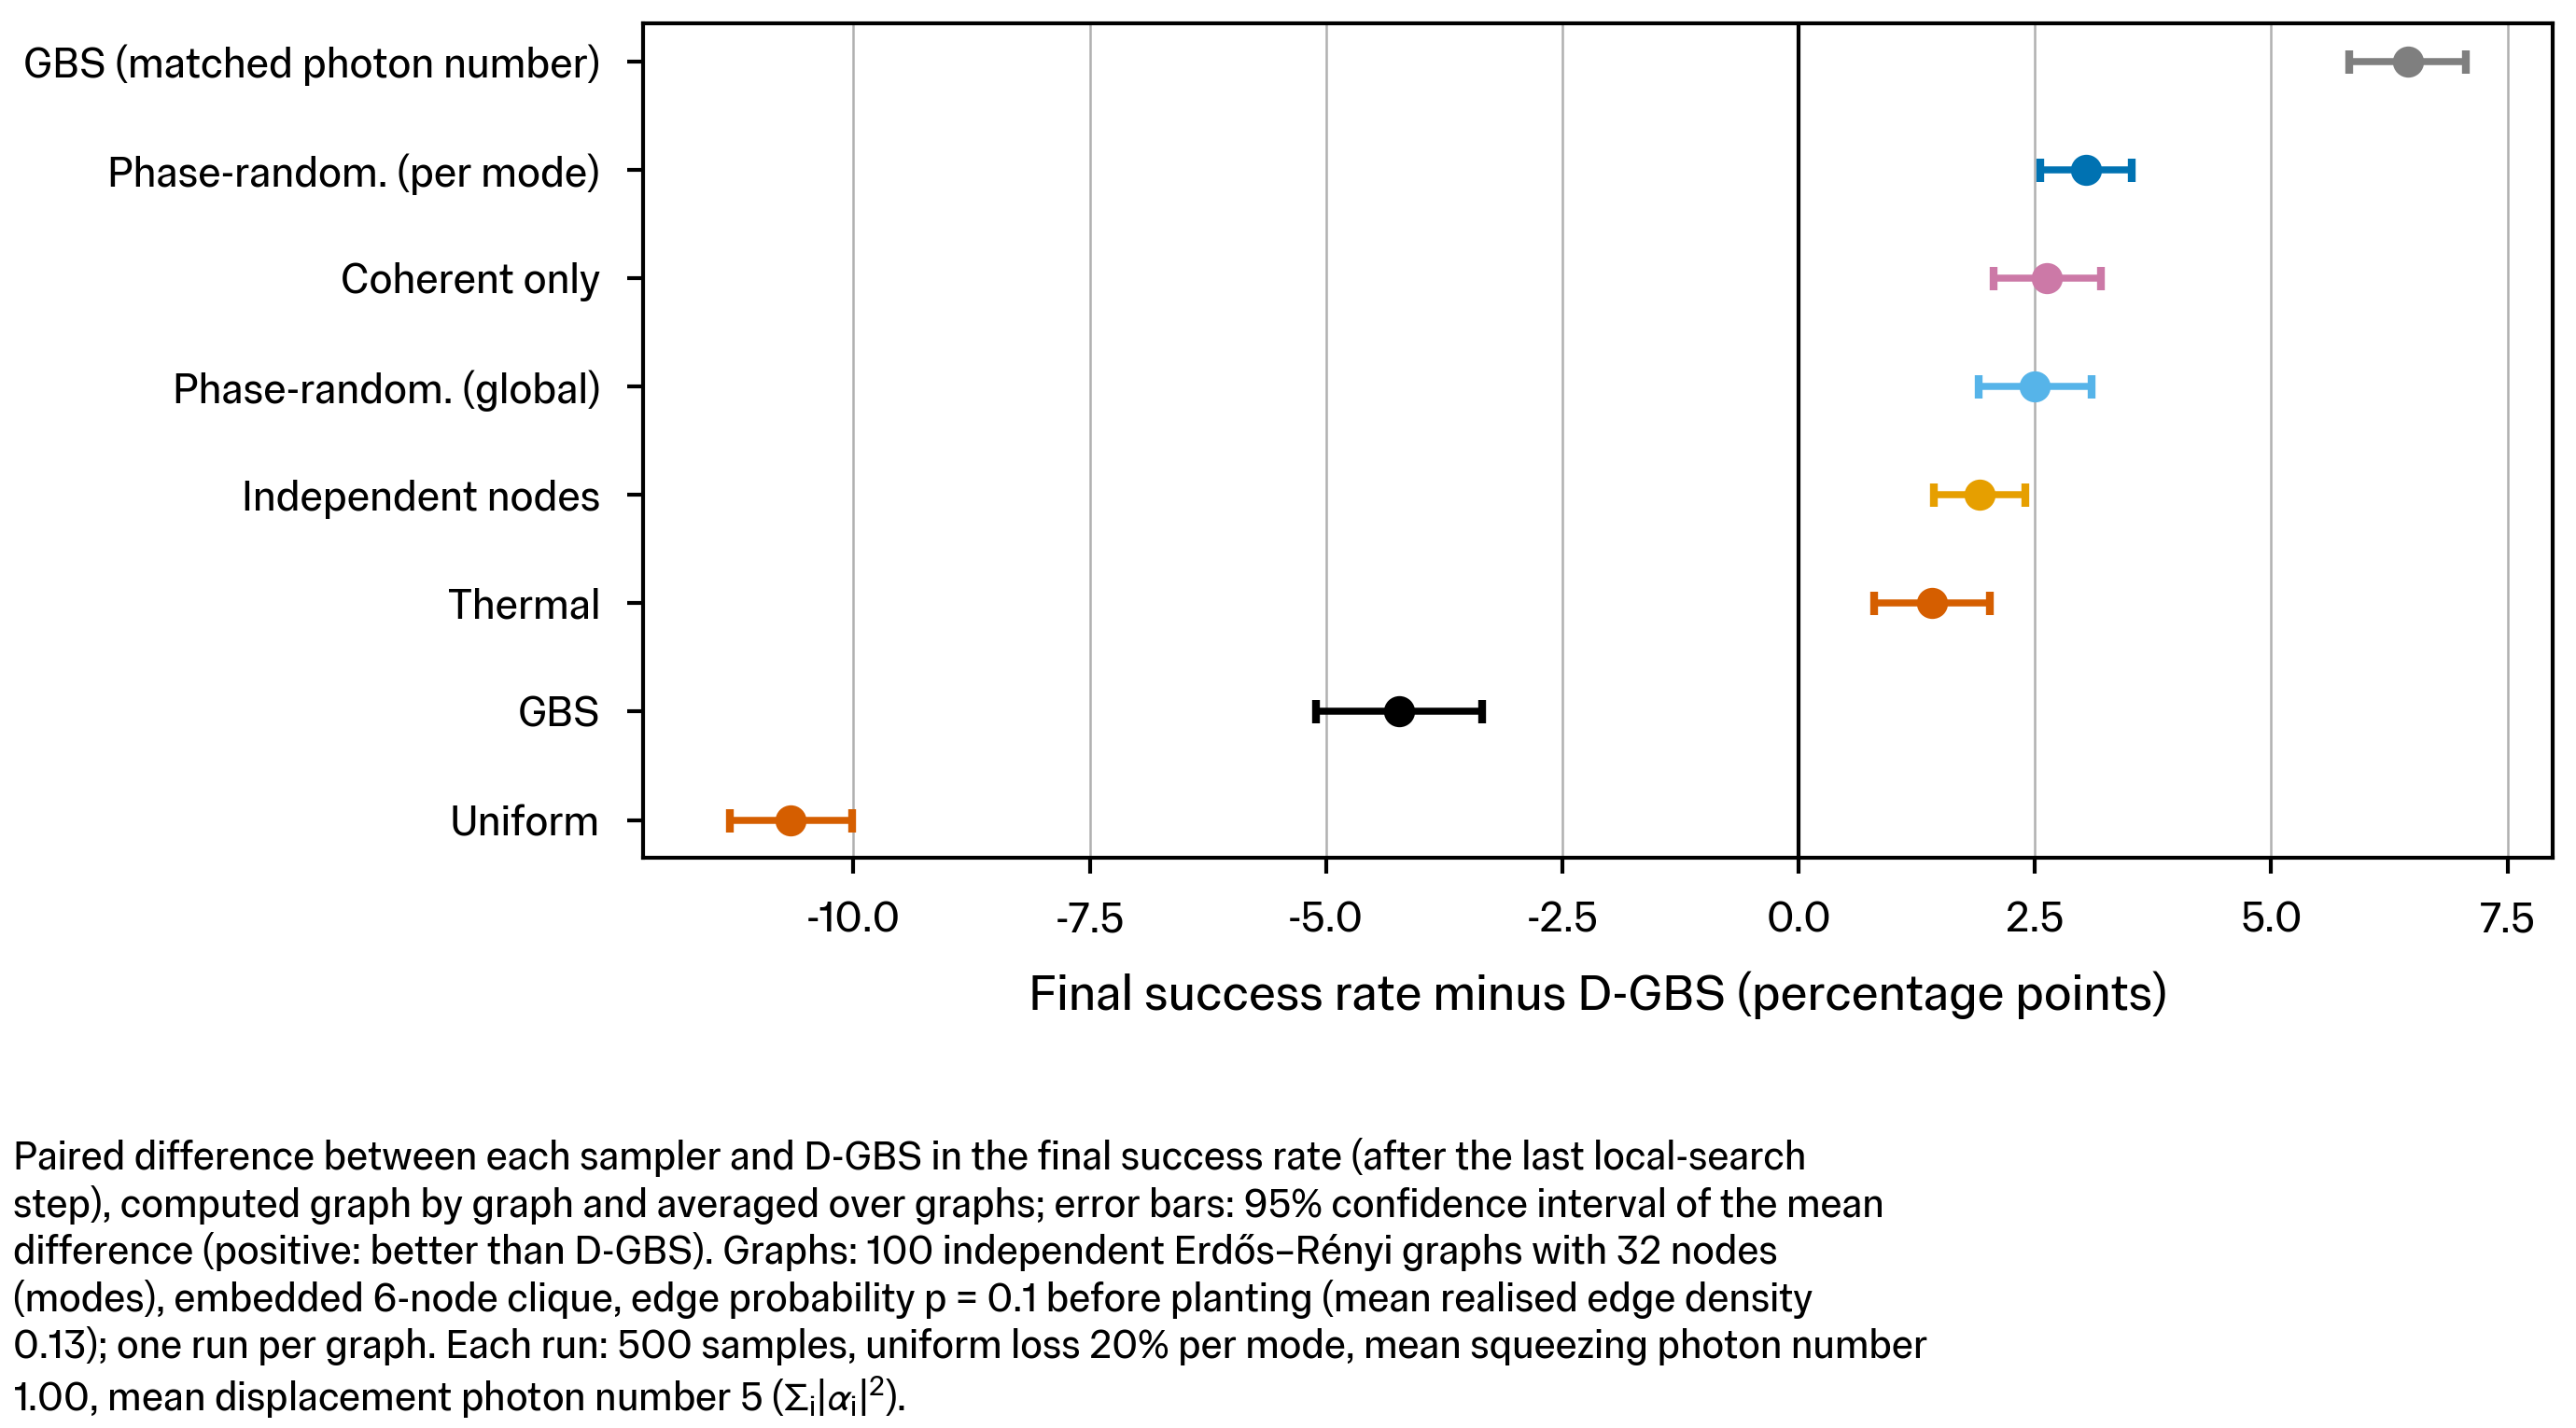 GBS (matched photon number)
Phase-random. (per mode)
Coherent only
Phase-random. (global)
Independent nodes
Thermal
GBS
Uniform
-10.0 -7.5 -5.0 -2.5 0.0 2.5 5.0 7.5
Final success rate minus D-GBS (percentage points)
Paired difference between each sampler and D-GBS in the final success rate (after the last local-search
step), computed graph by graph and averaged over graphs; error bars: 95% confidence interval of the mean
difference (positive: better than D-GBS). Graphs: 100 independent Erdős–Rényi graphs with 32 nodes
(modes), embedded 6-node clique, edge probability p = 0.1 before planting (mean realised edge density
0.13); one run per graph. Each run: 500 samples, uniform loss 20% per mode, mean squeezing photon number
1.00, mean displacement photon number 5 (Σᵢ|αᵢ|²).